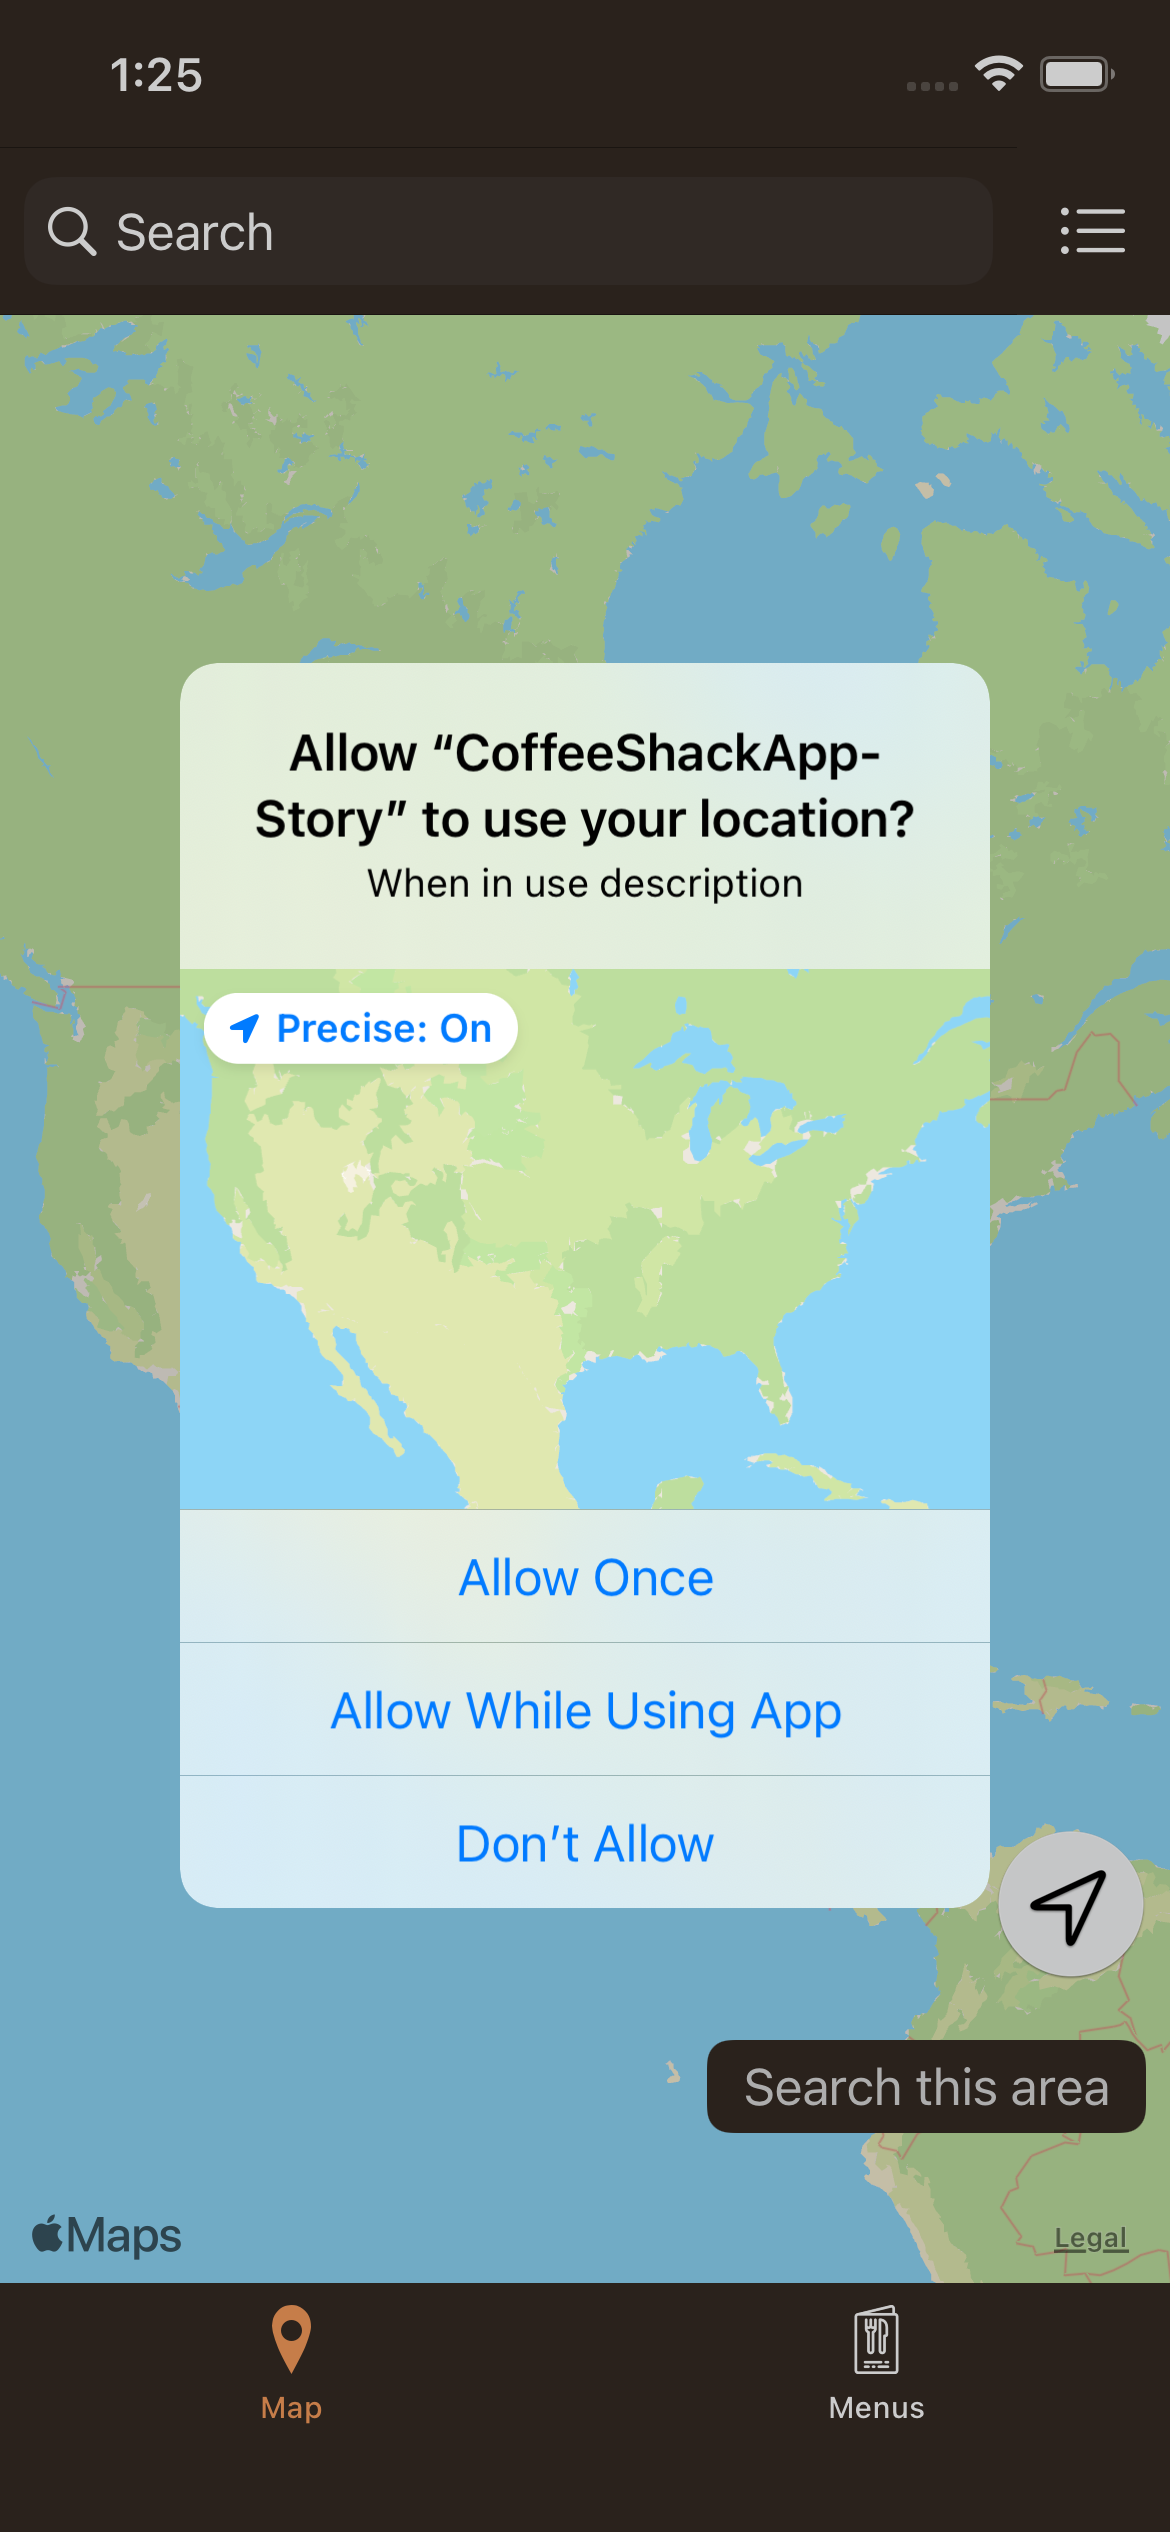 1:25
Search
Allow “CoffeeShackApp-
Story” to use your location?
When in use description
Precise: On
Allow Once
Allow While Using App
Don’t Allow
Search this area
Maps
Legal
Map
Menus